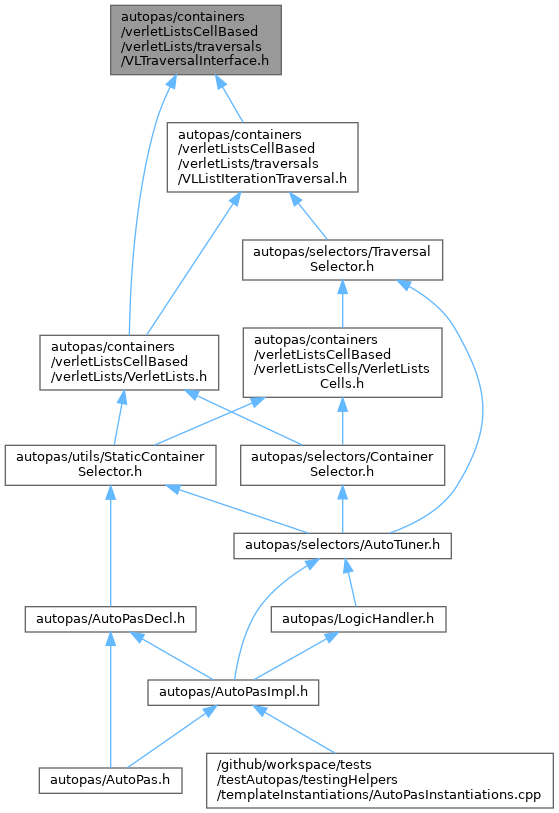 autopas/containers
/verletListsCellBased
/verletLists/traversals
/VLTraversalInterface.h
autopas/containers
/verletListsCellBased
/verletLists/traversals
/VLListIterationTraversal.h
autopas/selectors/Traversal
Selector.h
autopas/containers
/verletListsCellBased
/verletLists/VerletLists.h
autopas/containers
/verletListsCellBased
/verletListsCells/VerletLists
Cells.h
autopas/utils/StaticContainer
Selector.h
autopas/selectors/Container
Selector.h
autopas/selectors/AutoTuner.h
autopas/AutoPasDecl.h
autopas/LogicHandler.h
autopas/AutoPasImpl.h
autopas/AutoPas.h
/github/workspace/tests
/testAutopas/testingHelpers
/templateInstantiations/AutoPasInstantiations.cpp